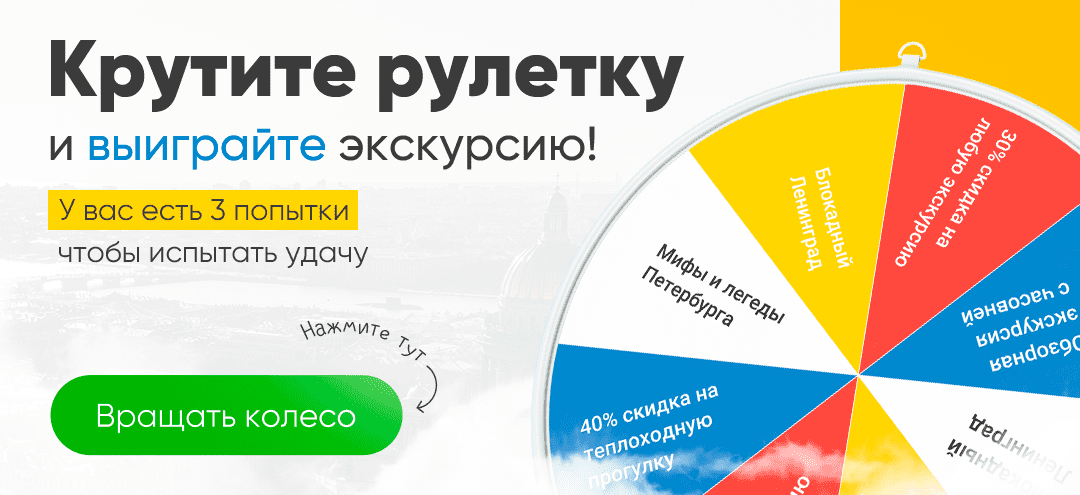 Крутите рулетку
и выиграйте экскурсию!
У вас есть 3 попытки
чтобы испытать удачу
Нажмите тут
Вращать колесо
40% скидка на
теплоходную
прогулку
Мифы и легеды
Петербурга
Блокадный
Ленинград
30% скидка на
любую экскурсию
Обзорная
экскурсия
с часовней
Ленинград